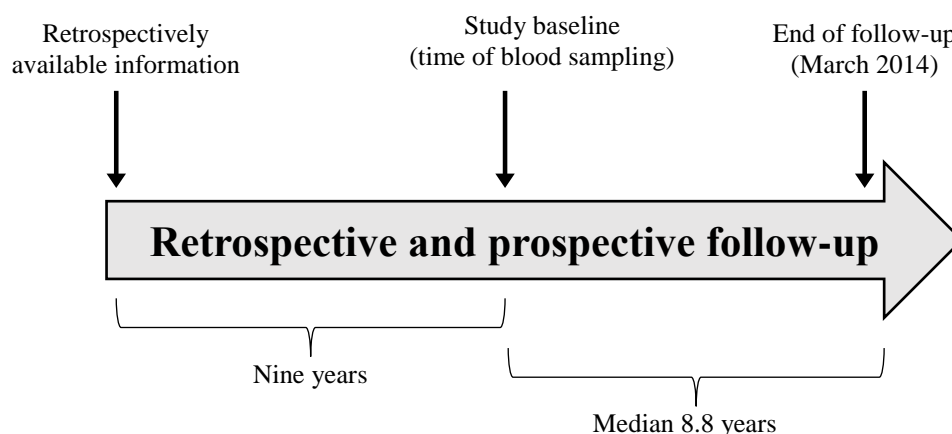 Retrospectively
available information
Study baseline
(time of blood sampling)
End of follow-up
(March 2014)
Retrospective and prospective follow-up
Nine years
Median 8.8 years